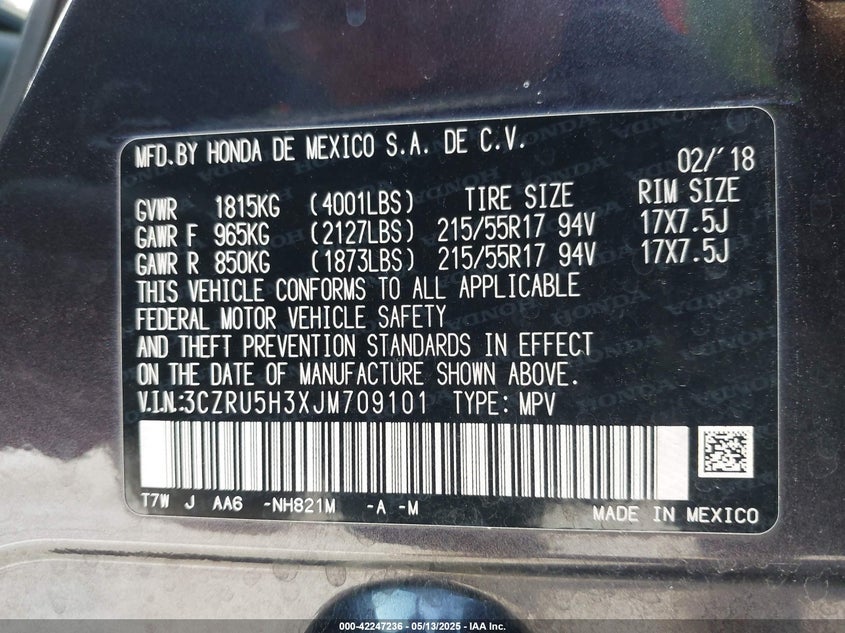 MFD.BY HONDA DE MEXICO S.A. DE C.V.
02/'18
GVWR 1815KG (4001LBS) TIRE SIZE RIM SIZE
GAWR F 965KG (2127LBS) 215/55R17 94V 17X7.5J
GAWR R 850KG (1873LBS) 215/55R17 94V 17X7.5J
THIS VEHICLE CONFORMS TO ALL APPLICABLE
FEDERAL MOTOR VEHICLE SAFETY
AND THEFT PREVENTION STANDARDS IN EFFECT
ON THE DATE OF MANUFACTURE SHOWN ABOVE.
V.I.N.:3CZRU5H3XJM709101 TYPE: MPV
T7W J AA6 -NH821M -A -M
MADE IN MEXICO
000-42247236 - 05/13/2025 - IAA Inc.